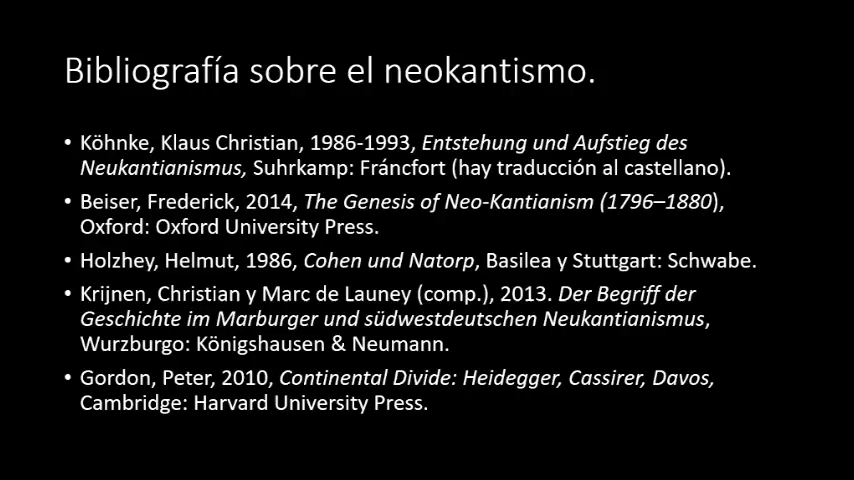 Bibliografía sobre el neokantismo.
• Köhnke, Klaus Christian, 1986-1993, Entstehung und Aufstieg des
Neukantianismus, Suhrkamp: Fráncfort (hay traducción al castellano).
• Beiser, Frederick, 2014, The Genesis of Neo-Kantianism (1796–1880),
Oxford: Oxford University Press.
• Holzhey, Helmut, 1986, Cohen und Natorp, Basilea y Stuttgart: Schwabe.
• Krijnen, Christian y Marc de Launey (comp.), 2013. Der Begriff der
Geschichte im Marburger und südwestdeutschen Neukantianismus,
Wurzburgo: Königshausen & Neumann.
• Gordon, Peter, 2010, Continental Divide: Heidegger, Cassirer, Davos,
Cambridge: Harvard University Press.